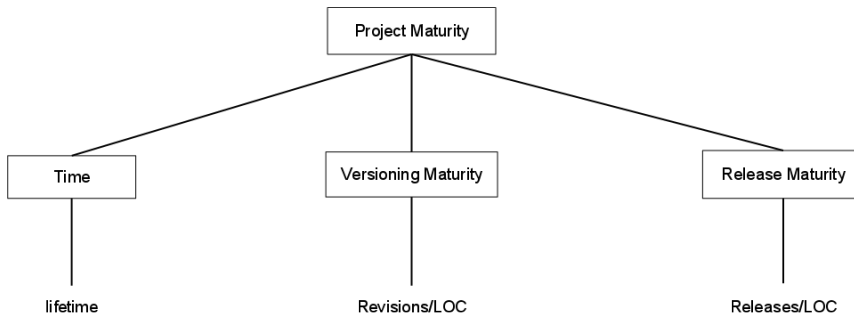 Project Maturity
Time
Versioning Maturity
Release Maturity
lifetime
Revisions/LOC
Releases/LOC